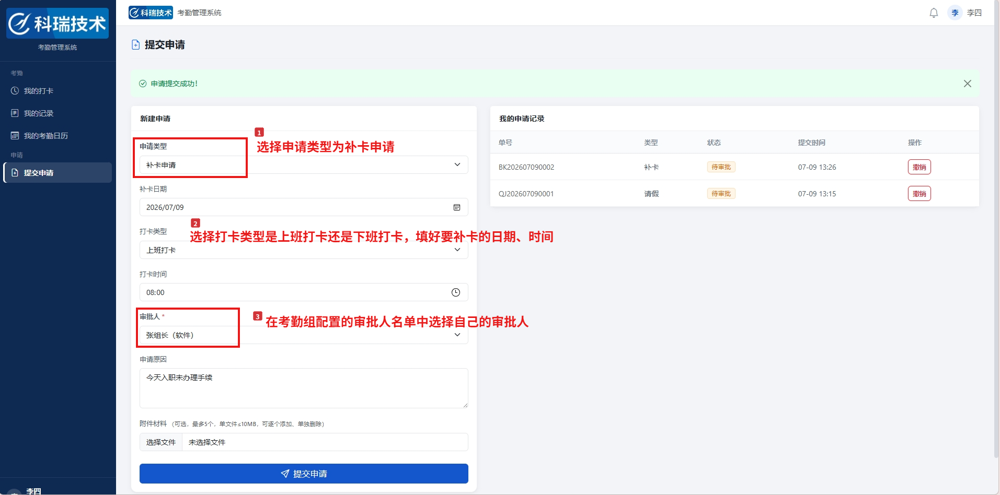 科瑞技术
考勤管理系统
考勤
我的打卡
我的记录
我的考勤日历
申请
提交申请
李四
科瑞技术 考勤管理系统
李 李四
提交申请
申请提交成功！
新建申请
1
选择申请类型为补卡申请
申请类型
补卡申请
补卡日期
2026/07/09
2
选择打卡类型是上班打卡还是下班打卡，填好要补卡的日期、时间
打卡类型
上班打卡
打卡时间
08:00
3
在考勤组配置的审批人名单中选择自己的审批人
审批人 *
张组长（软件）
申请原因
今天入职未办理手续
附件材料 （可选，最多5个，单文件≤10MB，可逐个添加、单独删除）
选择文件 未选择文件
提交申请
我的申请记录
单号 类型 状态 提交时间 操作
BK202607090002 补卡 待审批 07-09 13:26 撤销
QJ202607090001 请假 待审批 07-09 13:15 撤销